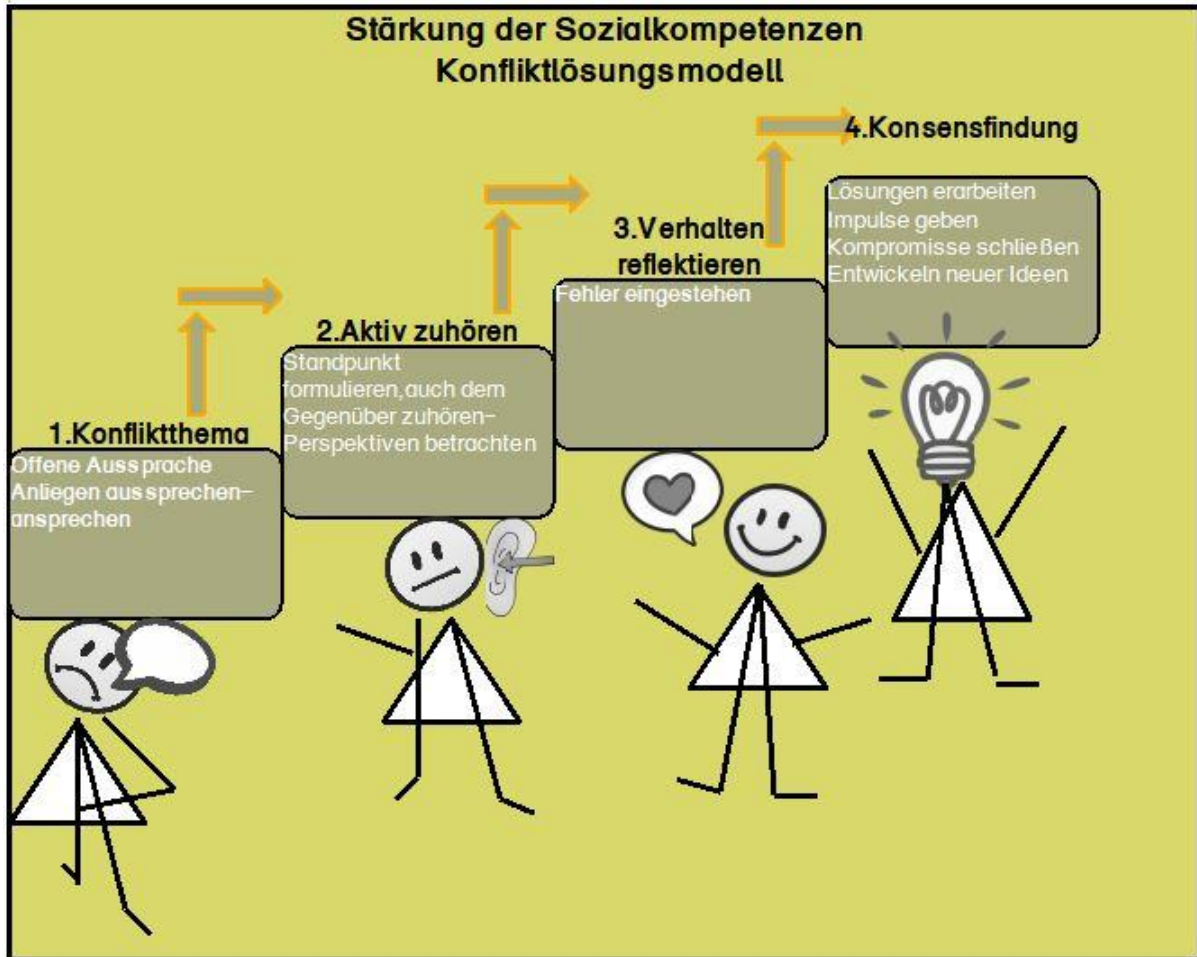 Stärkung der Sozialkompetenzen
Konfliktlösungsmodell
1.Konfliktthema
Offene Aussprache
Anliegen aussprechen-
ansprechen
2.Aktiv zuhören
Standpunkt
formulieren,auch dem
Gegenüber zuhören-
Perspektiven betrachten
3.Verhalten
reflektieren
Fehler eingestehen
4.Konsensfindung
Lösungen erarbeiten
Impulse geben
Kompromisse schließen
Entwickeln neuer Ideen